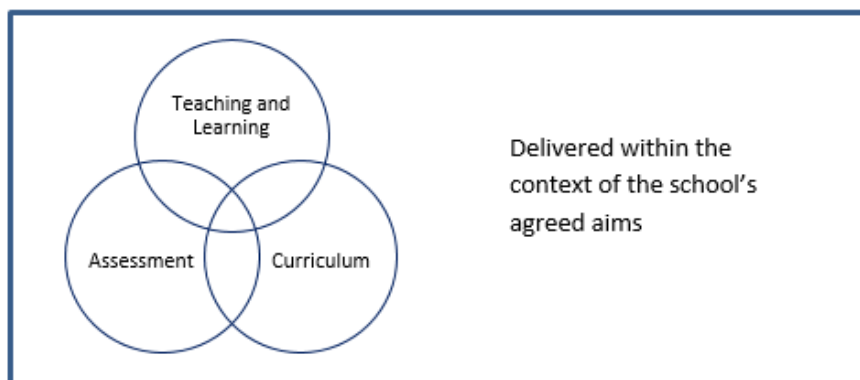 Teaching and
Learning
Assessment
Curriculum
Delivered within the
context of the school’s
agreed aims